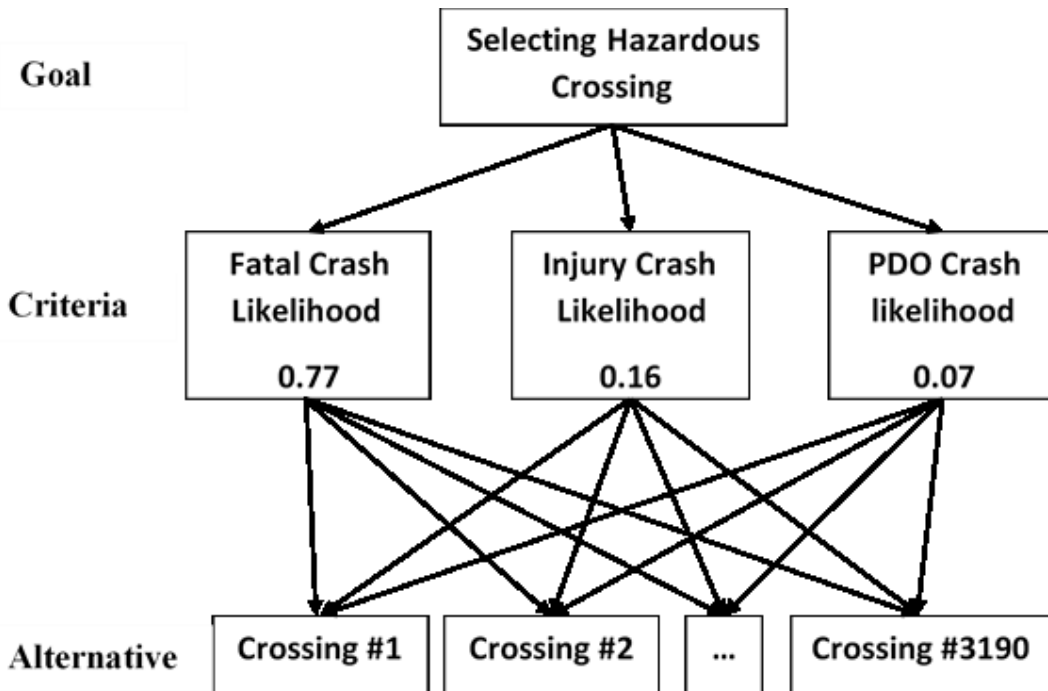 Goal
Selecting Hazardous
Crossing
Criteria
Fatal Crash
Likelihood
0.77
Injury Crash
Likelihood
0.16
PDO Crash
likelihood
0.07
Alternative
Crossing #1
Crossing #2
...
Crossing #3190